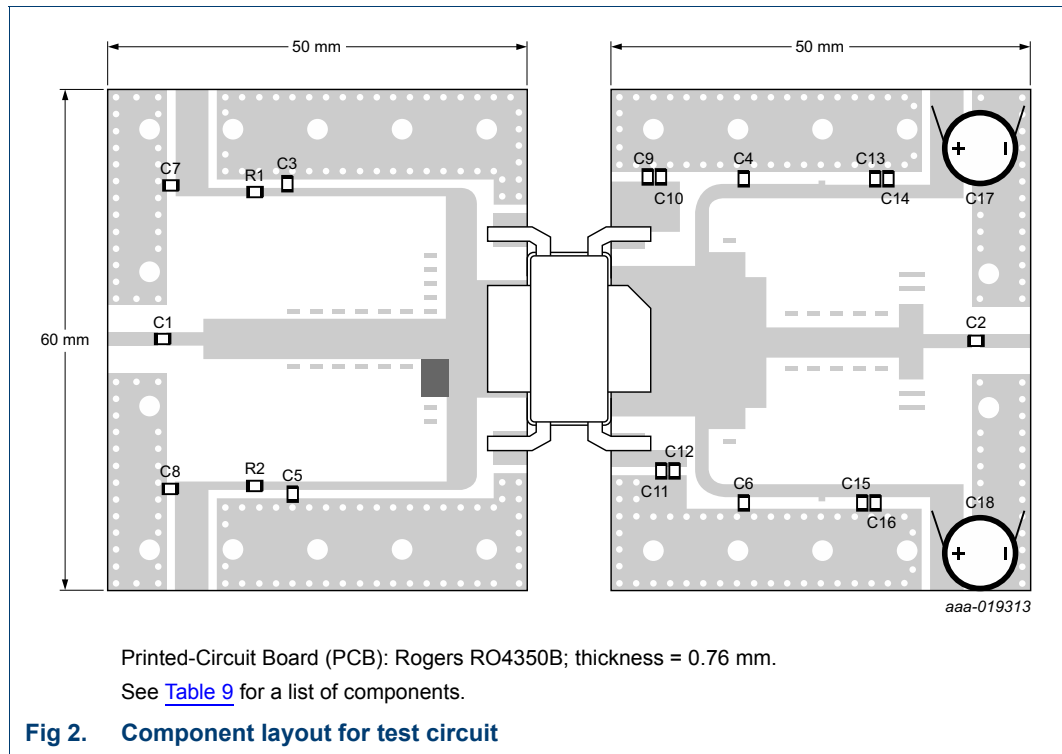 50 mm
50 mm
60 mm
C7
R1
C3
C1
C8
R2
C5
C9
C10
C4
C13
C14
+
C17
C2
C12
C11
C6
C15
C16
C18
+
aaa-019313
Printed-Circuit Board (PCB): Rogers RO4350B; thickness = 0.76 mm.
See Table 9 for a list of components.
Fig 2. Component layout for test circuit